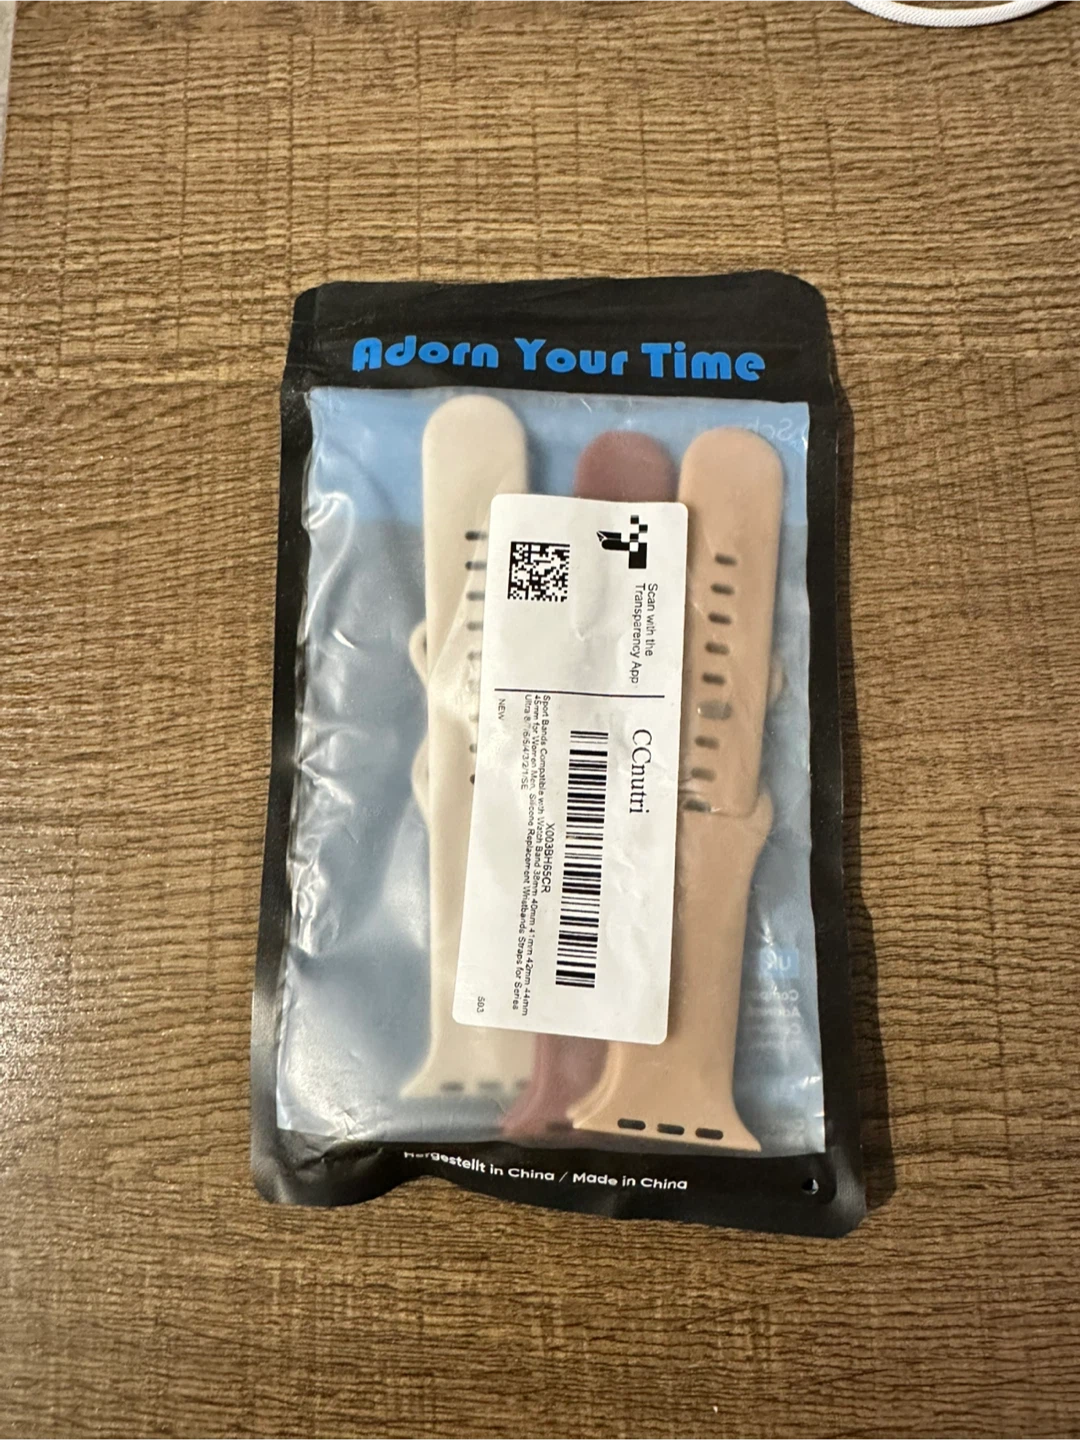 Adorn Your Time
Scan with the
Transparency App
CCnutri
X003BH65CR
Sport Bands Compatible with Watch Band 38mm 40mm 41mm 42mm 44mm
45mm for Women Men, Silicone Replacement Wristbands Straps for Series
Ultra 8/7/6/5/4/3/2/1/SE
NEW
S03
UK
Hergestellt in China / Made in China